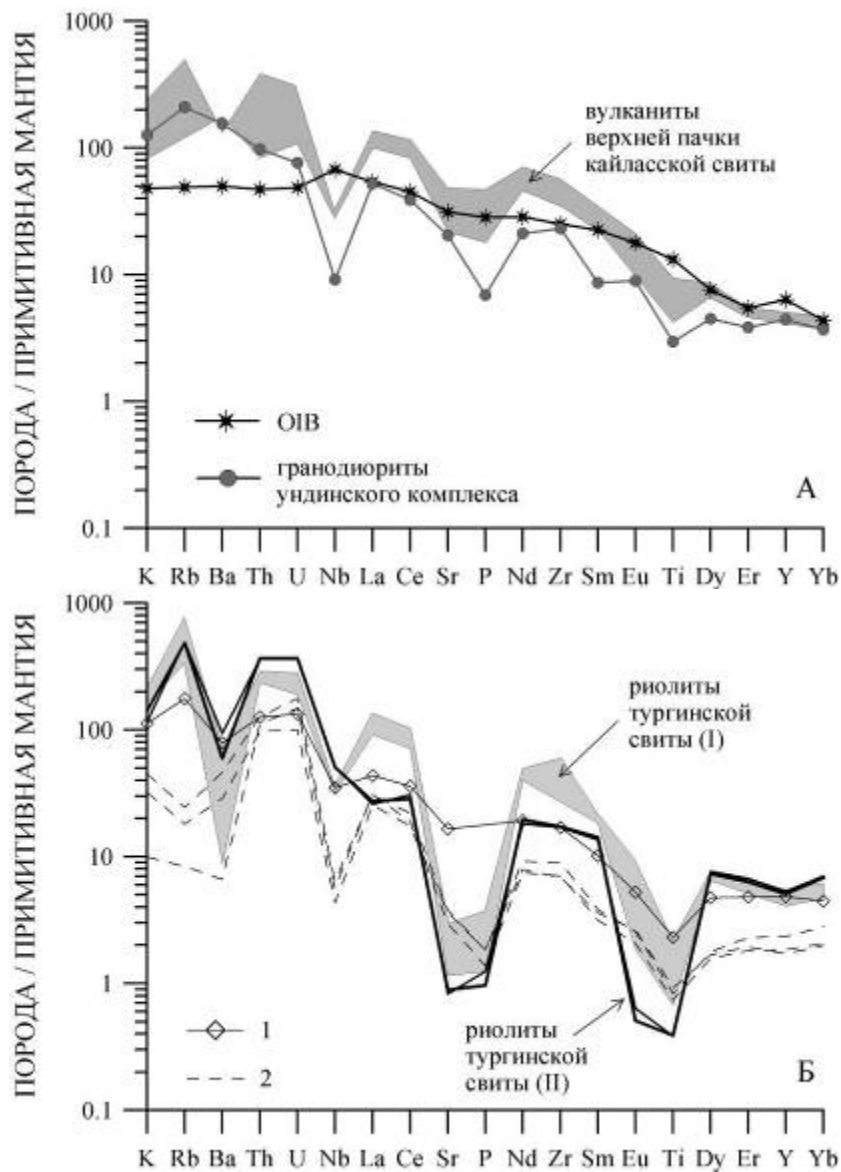 1000
100
10
1
0.1
ПОРОДА / ПРИМИТИВНАЯ МАНТИЯ
вулканиты
верхней пачки
кайласской свиты
OIB
гранодиориты
ундинского комплекса
А
K Rb Ba Th U Nb La Ce Sr P Nd Zr Sm Eu Ti Dy Er Y Yb
1000
100
10
1
0.1
ПОРОДА / ПРИМИТИВНАЯ МАНТИЯ
риолиты
тургинской
свиты (I)
риолиты
тургинской
свиты (II)
1
2
Б
K Rb Ba Th U Nb La Ce Sr P Nd Zr Sm Eu Ti Dy Er Y Yb